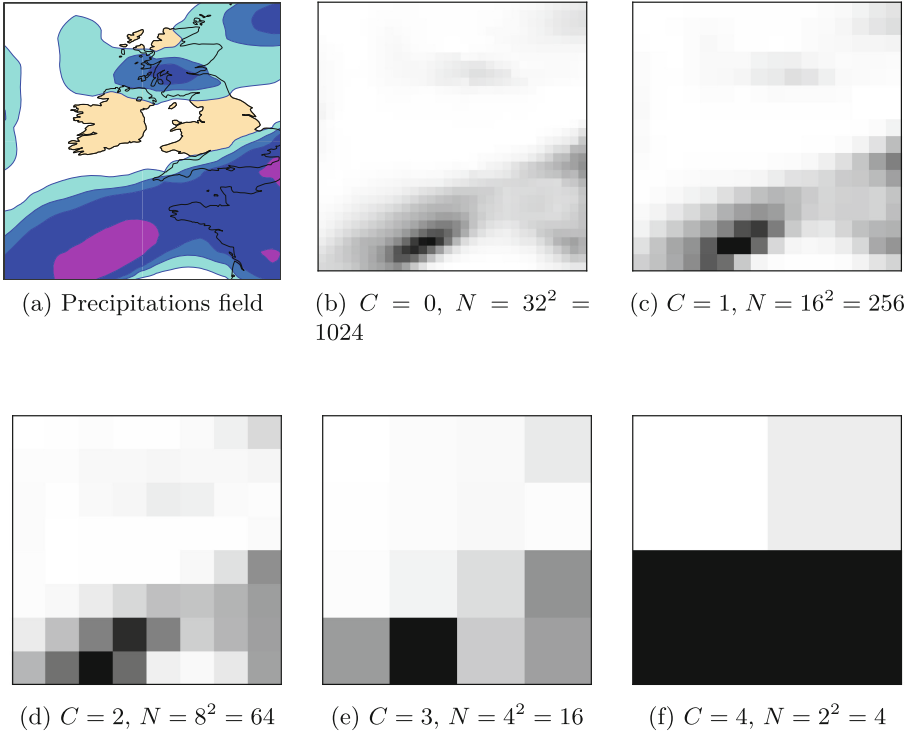 (a) Precipitations field
(b) C = 0, N = 32² =
1024
(c) C = 1, N = 16² = 256
(d) C = 2, N = 8² = 64
(e) C = 3, N = 4² = 16
(f) C = 4, N = 2² = 4